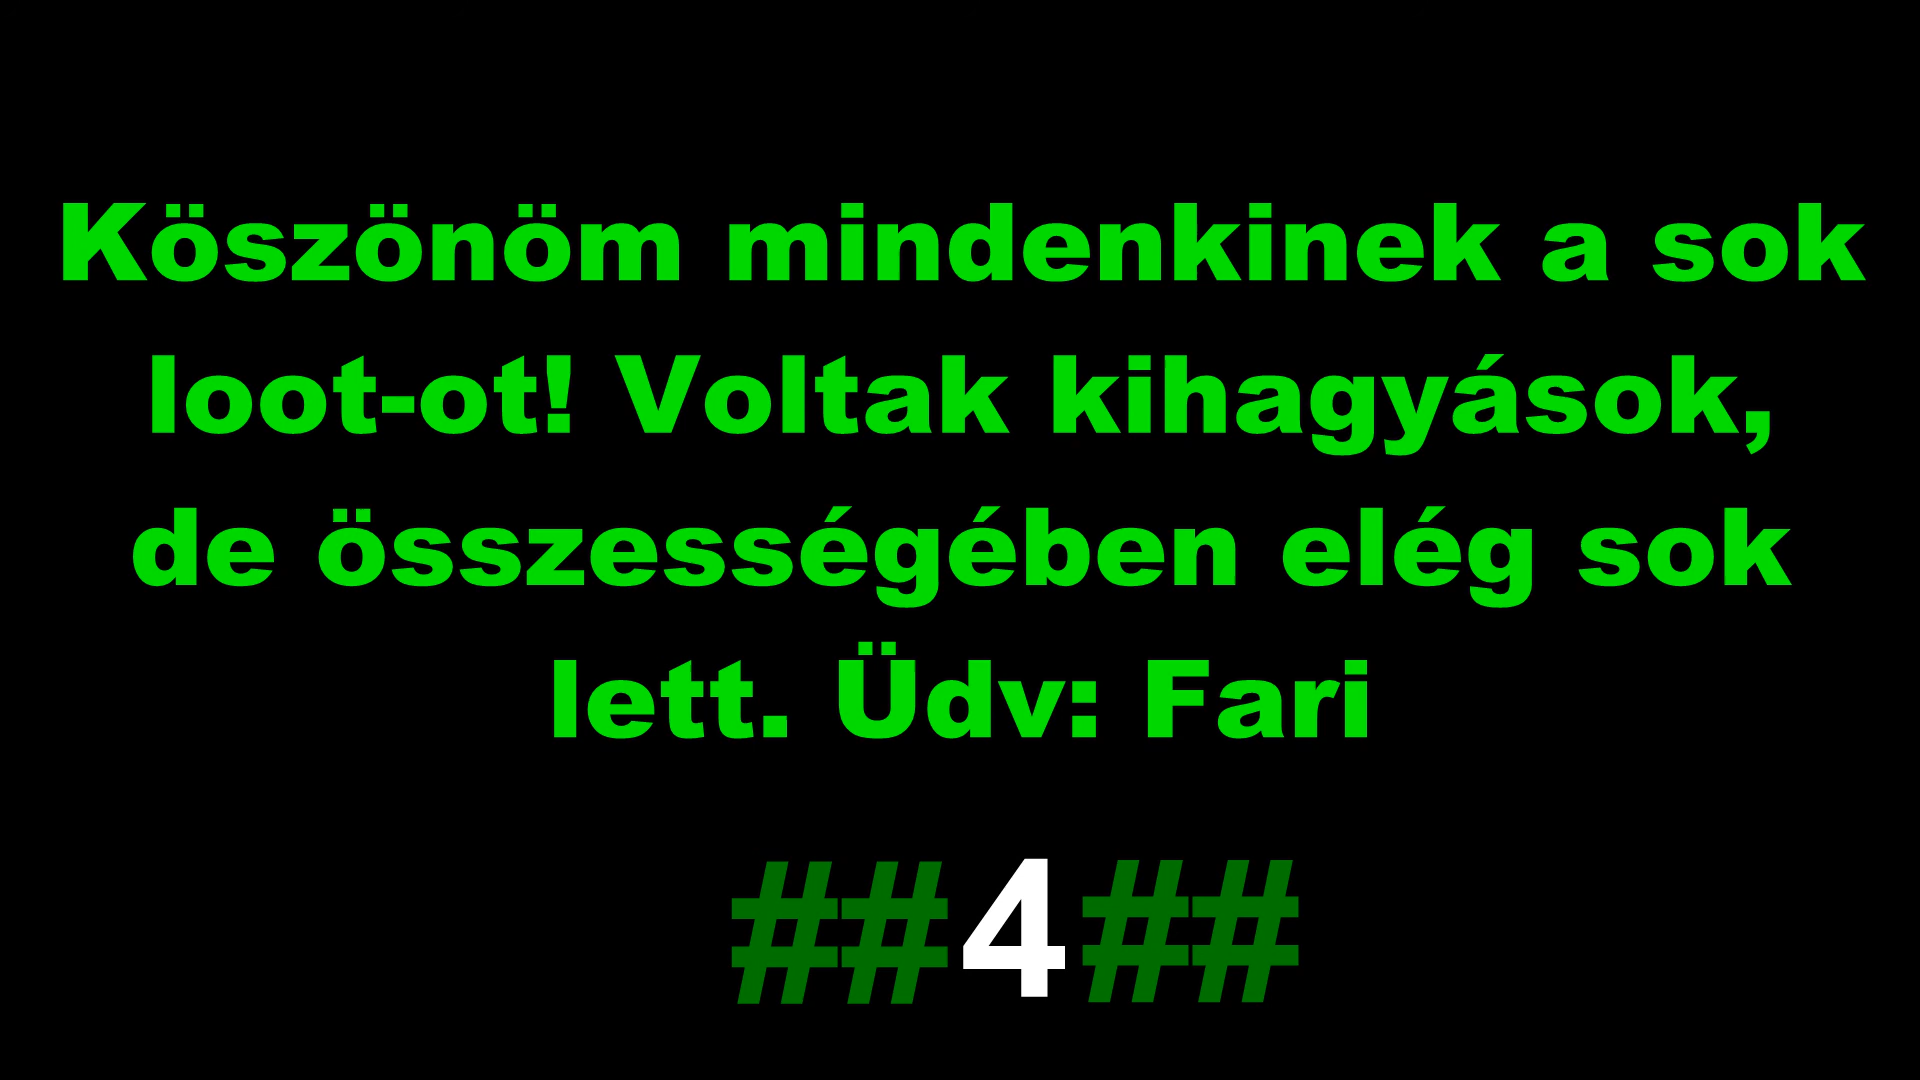 Köszönöm mindenkinek a sok
loot-ot! Voltak kihagyások,
de összességében elég sok
lett. Üdv: Fari
##4##